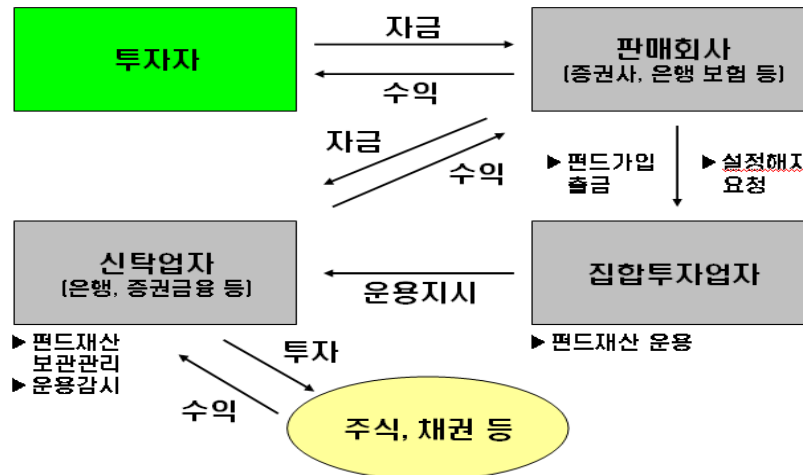 자금
투자자
판매회사
(증권사, 은행 보험 등)
수익
자금
수익
▶ 펀드가입
출금
▶ 설정해지
요청
신탁업자
(은행, 증권금융 등)
운용지시
집합투자업자
▶ 펀드재산
보관관리
▶ 운용감시
투자
▶ 펀드재산 운용
수익
주식, 채권 등